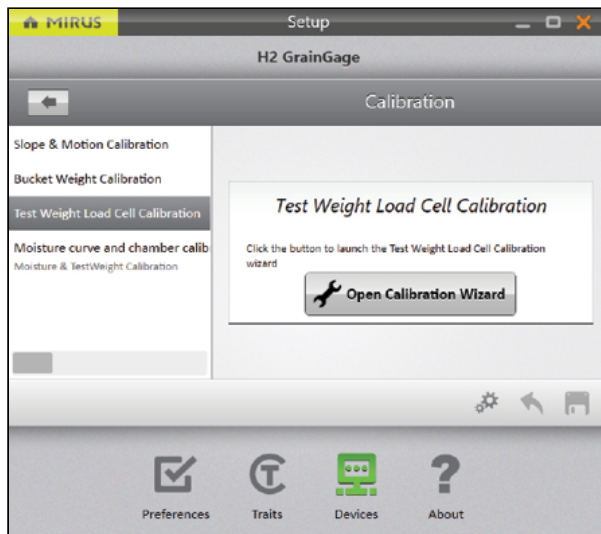 MIRUS
Setup
H2 GrainGage
Calibration
Slope & Motion Calibration
Bucket Weight Calibration
Test Weight Load Cell Calibration
Moisture curve and chamber calib
Moisture & TestWeight Calibration
Test Weight Load Cell Calibration
Click the button to launch the Test Weight Load Cell Calibration
wizard
Open Calibration Wizard
Preferences
Traits
Devices
About